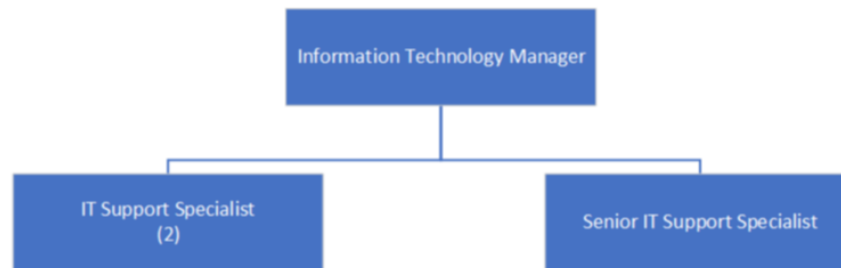 Information Technology Manager
IT Support Specialist
(2)
Senior IT Support Specialist